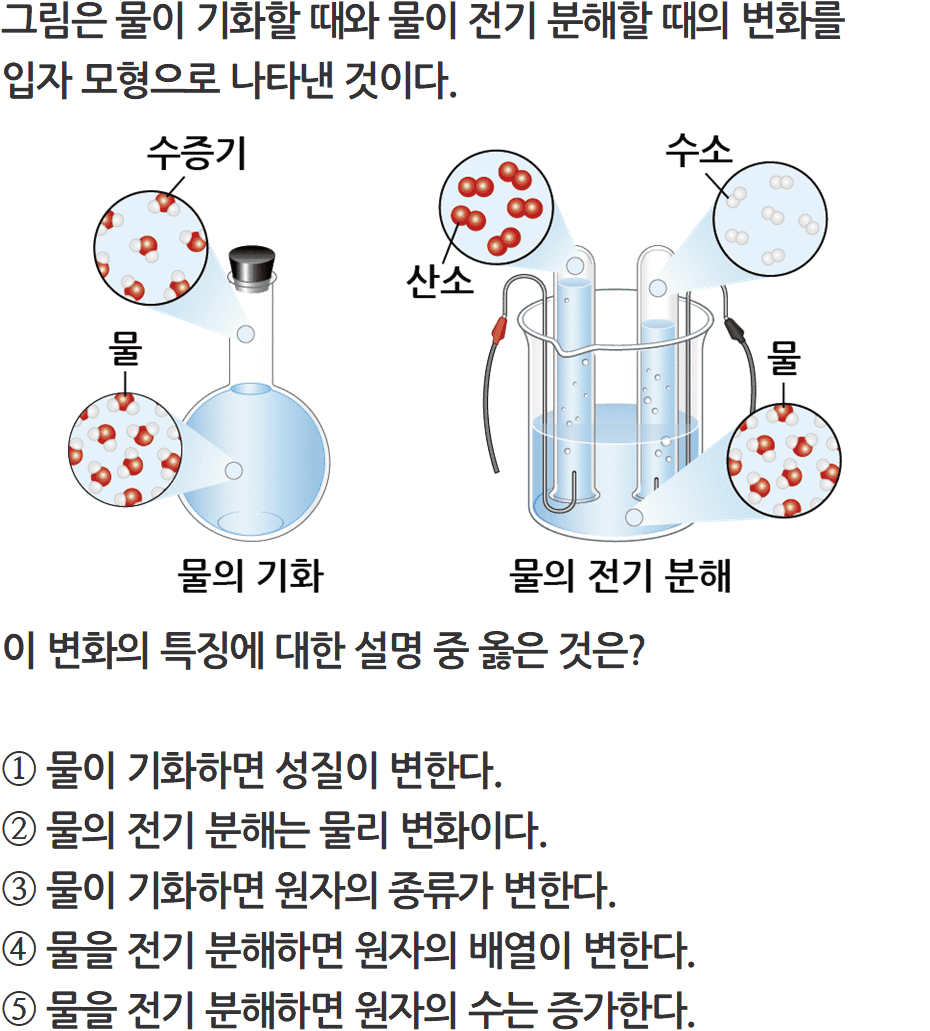 그림은 물이 기화할 때와 물이 전기 분해할 때의 변화를
입자 모형으로 나타낸 것이다.
수증기
수소
산소
물
물
물의 기화
물의 전기 분해
이 변화의 특징에 대한 설명 중 옳은 것은?
① 물이 기화하면 성질이 변한다.
② 물의 전기 분해는 물리 변화이다.
③ 물이 기화하면 원자의 종류가 변한다.
④ 물을 전기 분해하면 원자의 배열이 변한다.
⑤ 물을 전기 분해하면 원자의 수는 증가한다.